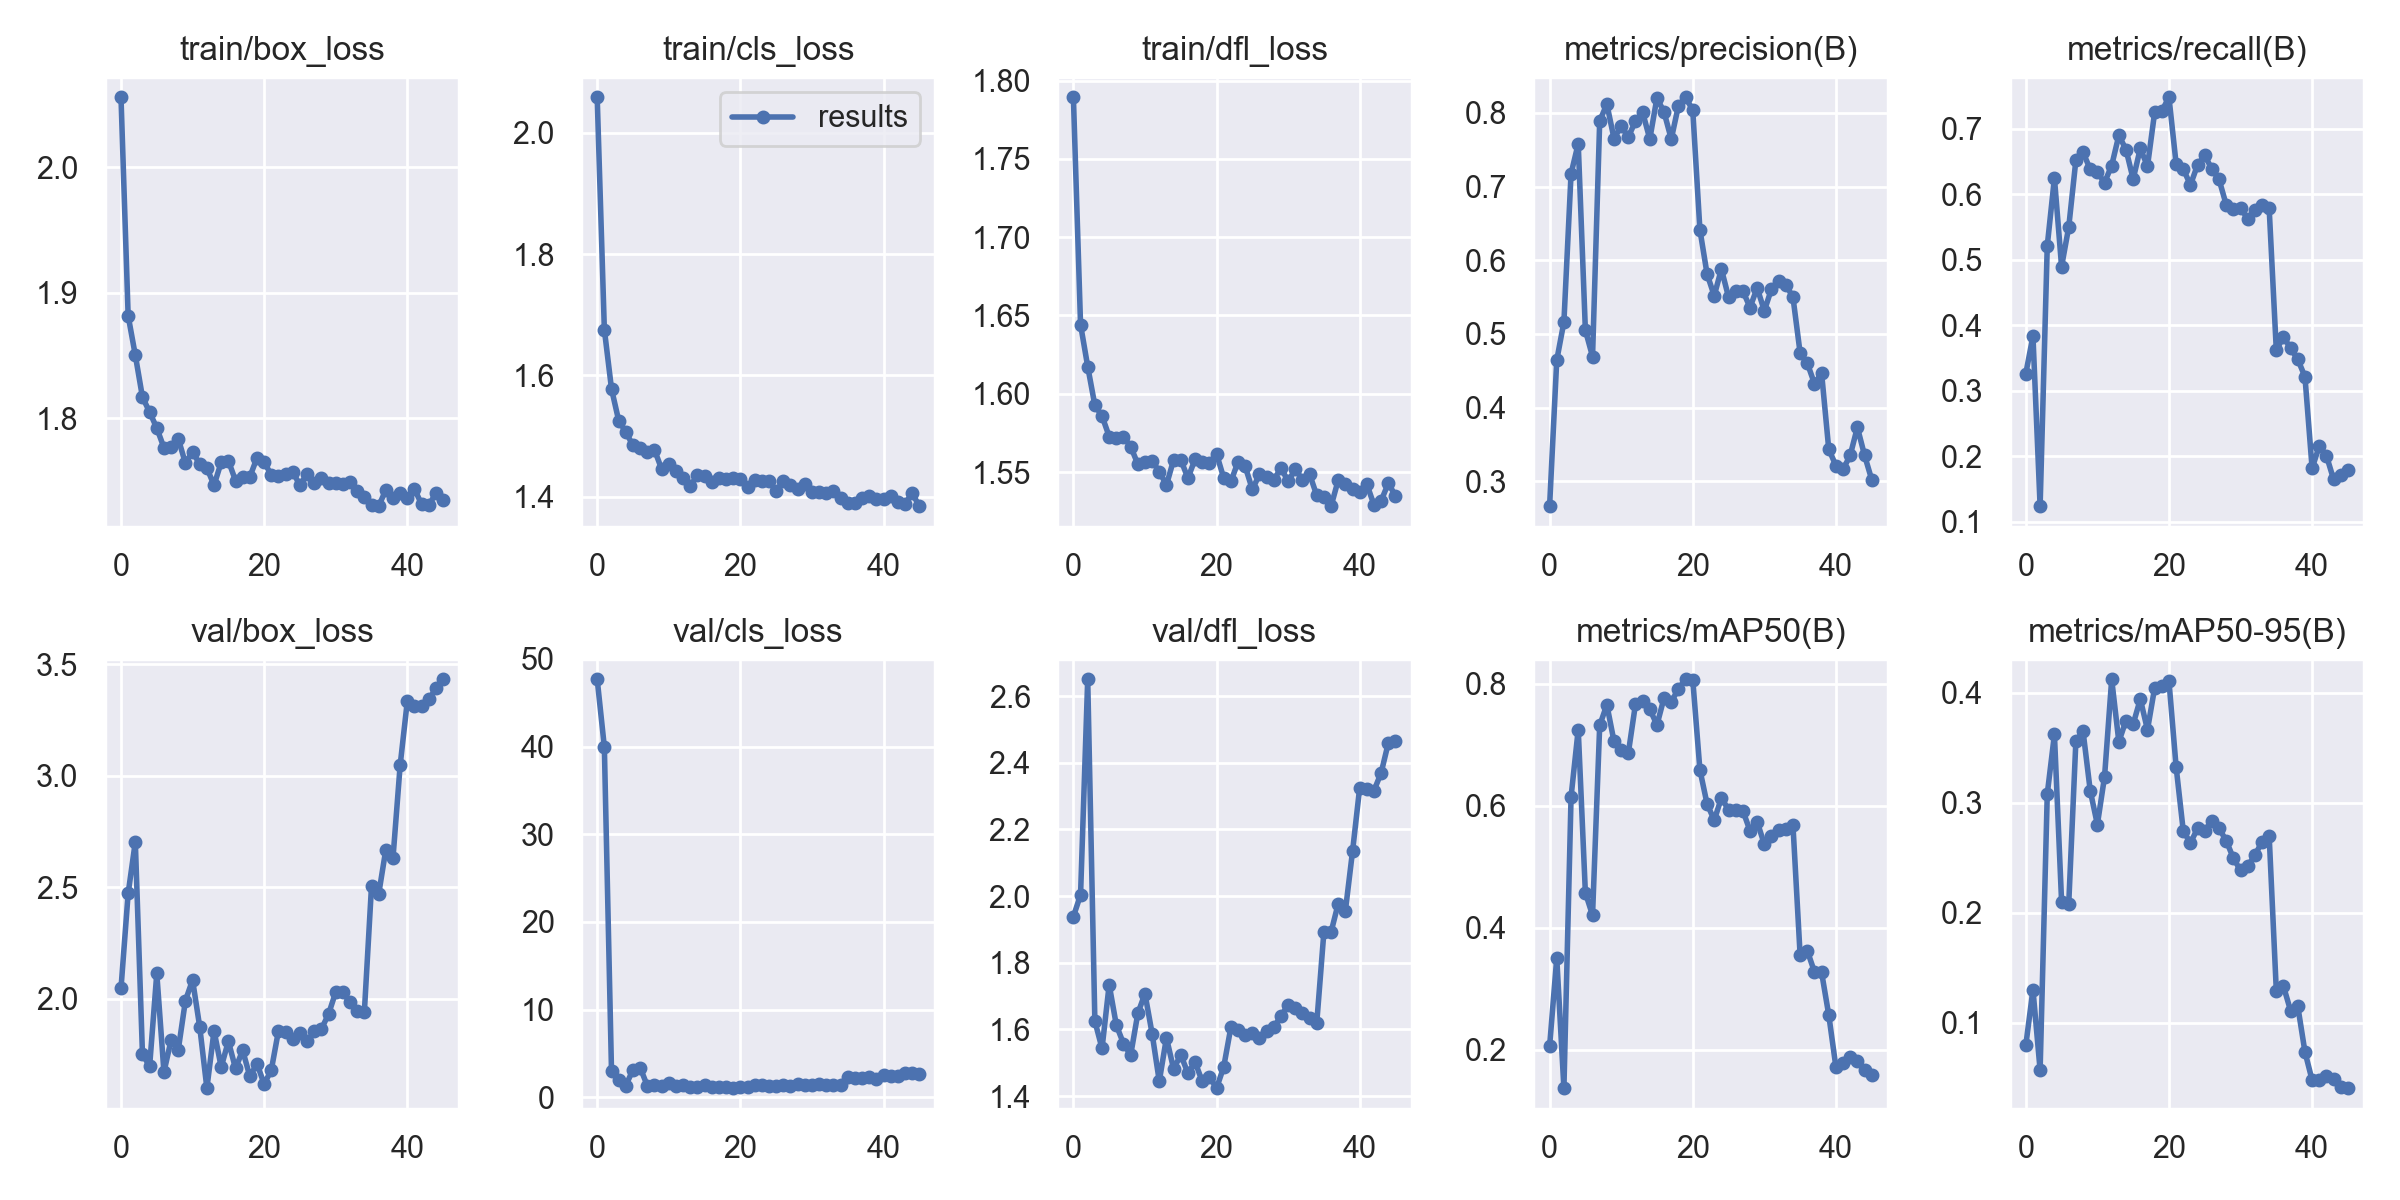 train/box_loss
train/cls_loss
train/dfl_loss
metrics/precision(B)
metrics/recall(B)
results
2.0
1.9
1.8
0 20 40
2.0
1.8
1.6
1.4
0 20 40
1.80
1.75
1.70
1.65
1.60
1.55
0 20 40
0.8
0.7
0.6
0.5
0.4
0.3
0 20 40
0.7
0.6
0.5
0.4
0.3
0.2
0.1
0 20 40
val/box_loss
val/cls_loss
val/dfl_loss
metrics/mAP50(B)
metrics/mAP50-95(B)
3.5
3.0
2.5
2.0
0 20 40
50
40
30
20
10
0
0 20 40
2.6
2.4
2.2
2.0
1.8
1.6
1.4
0 20 40
0.8
0.6
0.4
0.2
0 20 40
0.4
0.3
0.2
0.1
0 20 40